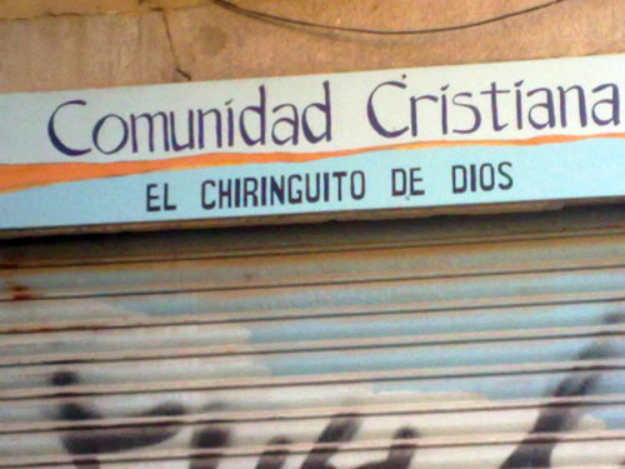 Comunidad Cristiana
EL CHIRINGUITO DE DIOS